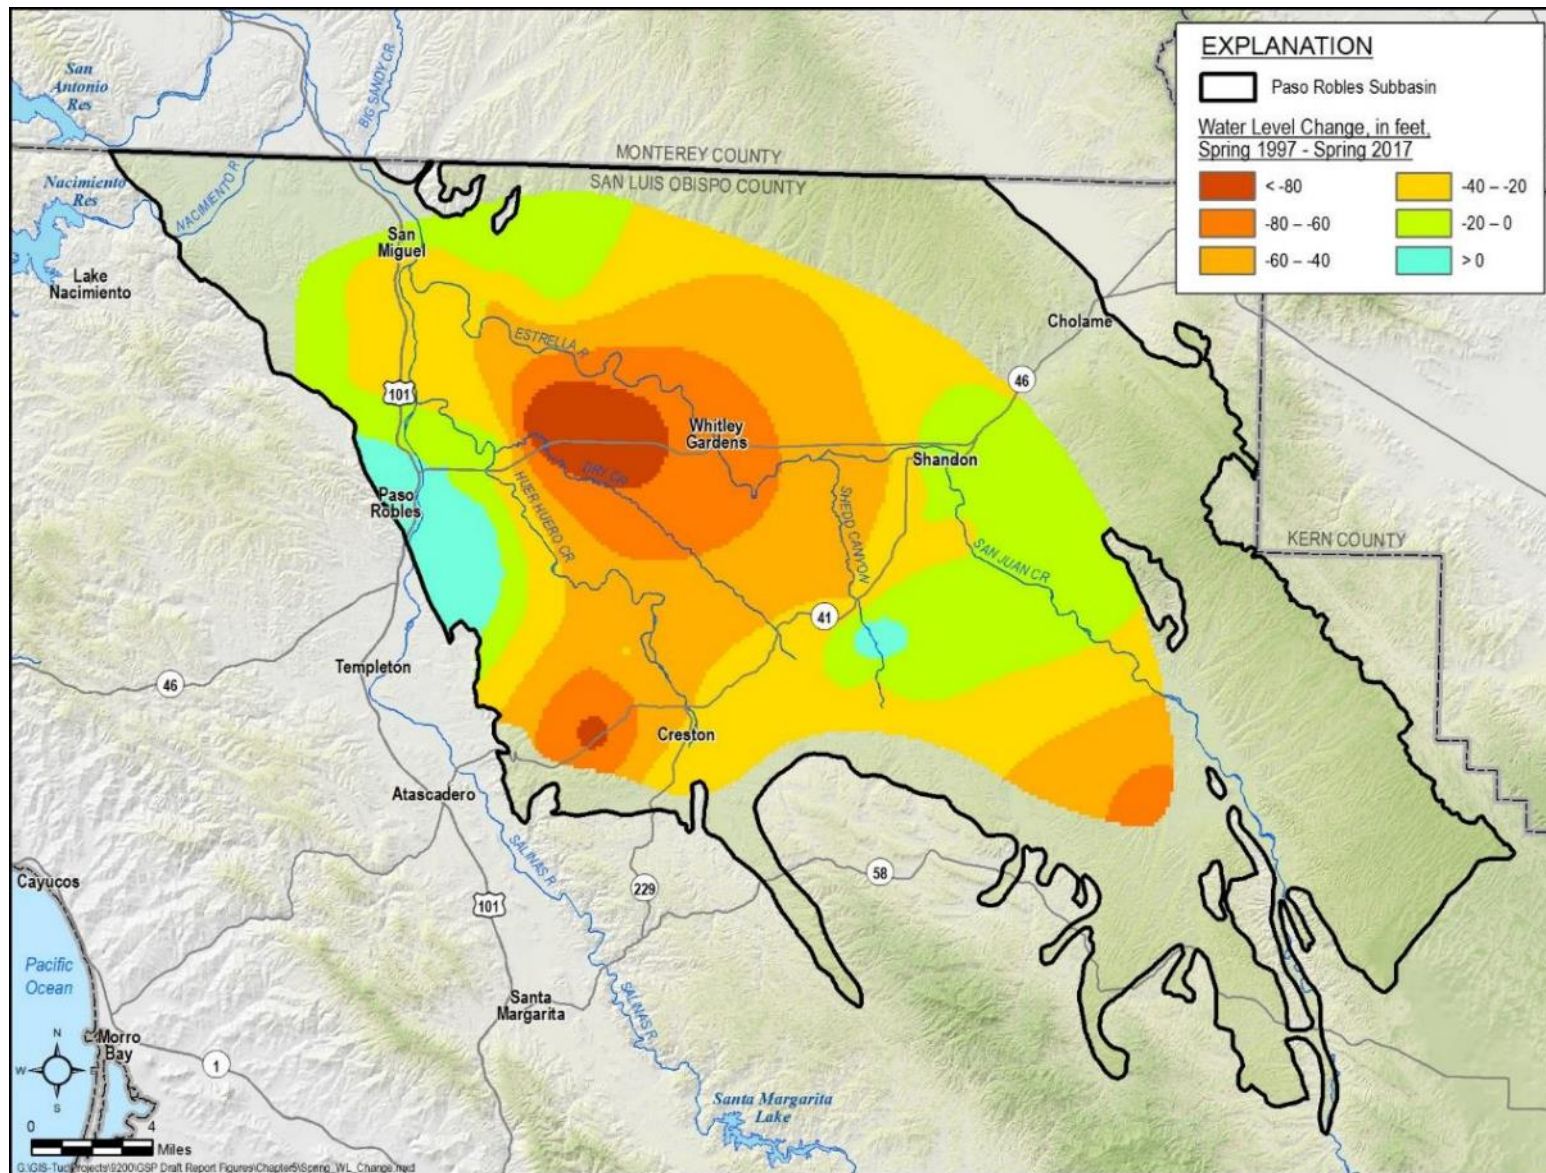 EXPLANATION
Paso Robles Subbasin
Water Level Change, in feet,
Spring 1997 - Spring 2017
< -80
-80 – -60
-60 – -40
-40 – -20
-20 – 0
> 0
San
Antonio
Res
BIG SANDY CR.
MONTEREY COUNTY
SAN LUIS OBISPO COUNTY
Nacimiento
Res
NACIMIENTO R.
San
Miguel
Lake
Nacimiento
Cholame
ESTRELLA R.
46
101
Whitley
Gardens
Shandon
DRY CR.
Paso
Robles
HUER HUERO CR.
SHEDD CANYON
SAN JUAN CR.
KERN COUNTY
41
Templeton
46
Creston
Atascadero
SALINAS R.
58
Cayucos
229
101
Pacific
Ocean
Santa
Margarita
SALINAS R.
Morro
Bay
1
N
W
E
S
Santa Margarita
Lake
0
4
Miles